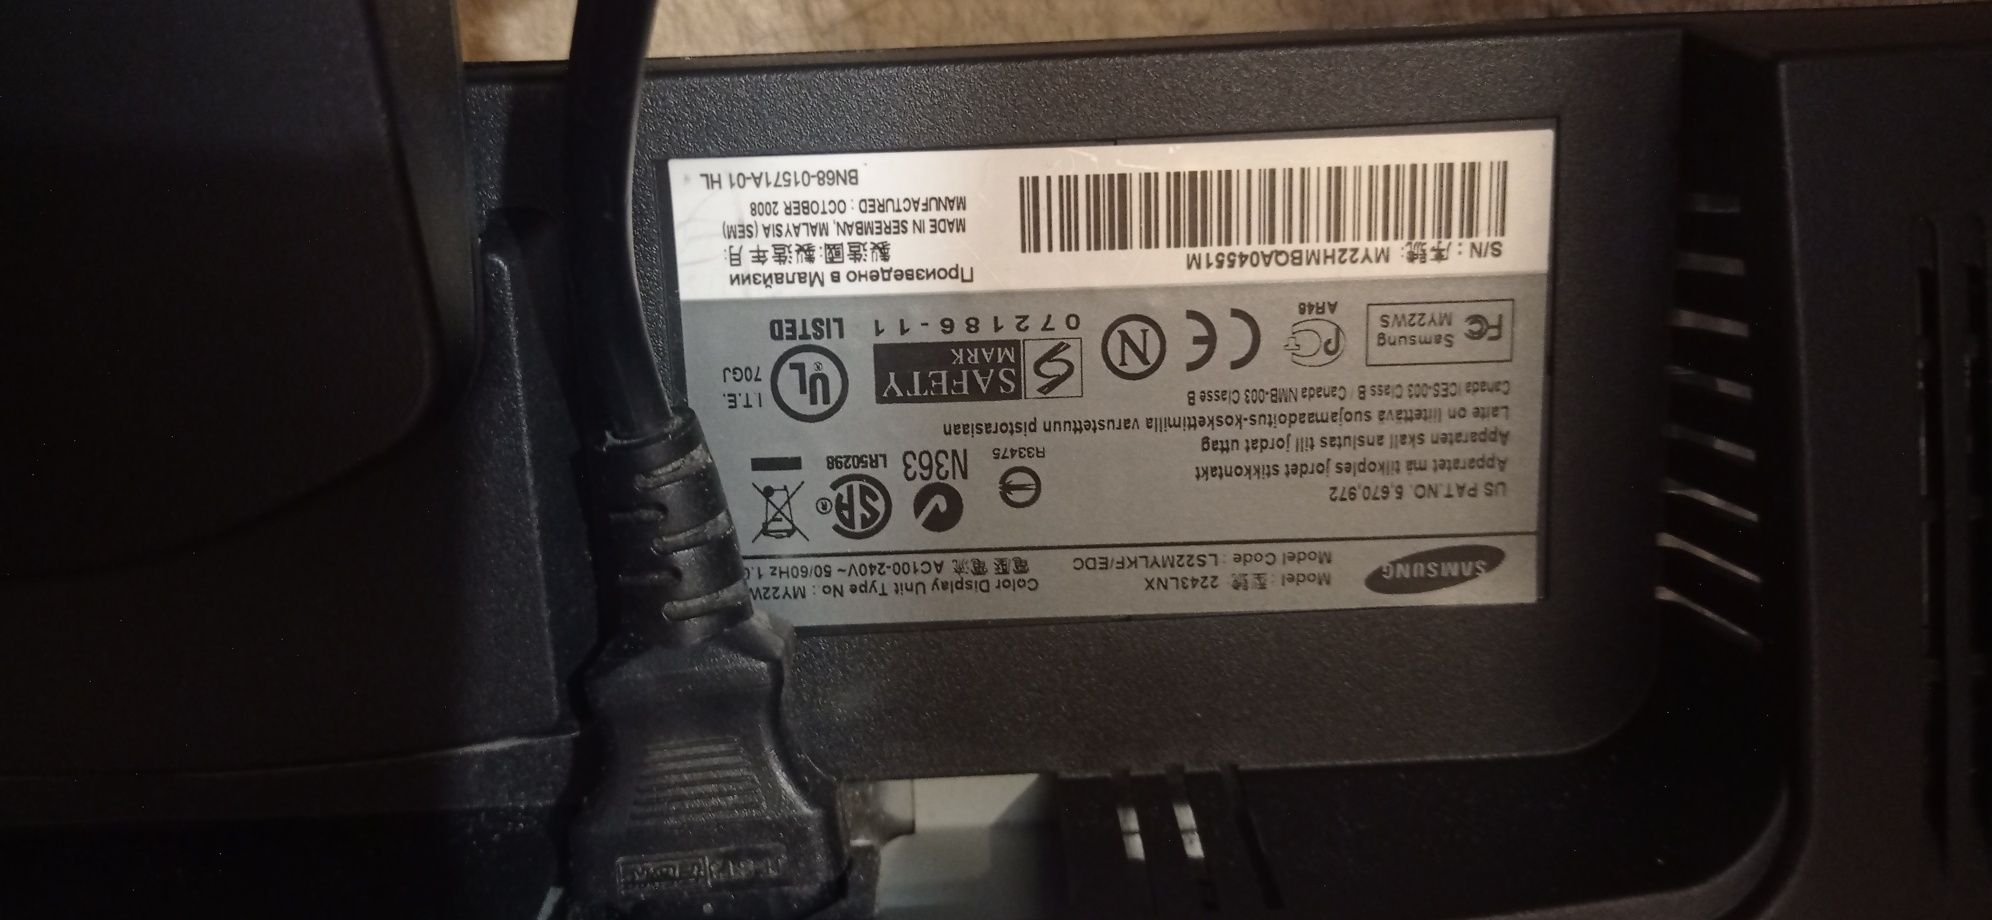 SAMSUNG
Model : 型號: 2243LNX
Model Code : LS22MYLKF/EDC
Color Display Unit Type No : MY22W
電壓 電流 AC100-240V~ 50/60Hz
US PAT.NO. 5,670,972
Apparatet må tilkoples jordet stikkontakt
Apparaten skall anslutas till jordat uttag
Laite on liitettävä suojamaadoitus-koskettimilla varustettuun pistorasiaan
Canada ICES-003 Class B / Canada NMB-003 Classe B
R33475
N363
SA
®
LR50298
FC Samsung
MY22WS
PC
AR46
CE
N
S SAFETY
MARK
072186-11
UL
®
LISTED
I.T.E.
70GJ
S/N : 序號: MY22HMBQA04551M
Произведено в Малайзии
製造國: 製造年月:
MADE IN SEREMBAN, MALAYSIA (SEM)
MANUFACTURED : OCTOBER 2008
BN68-01571A-01 HL